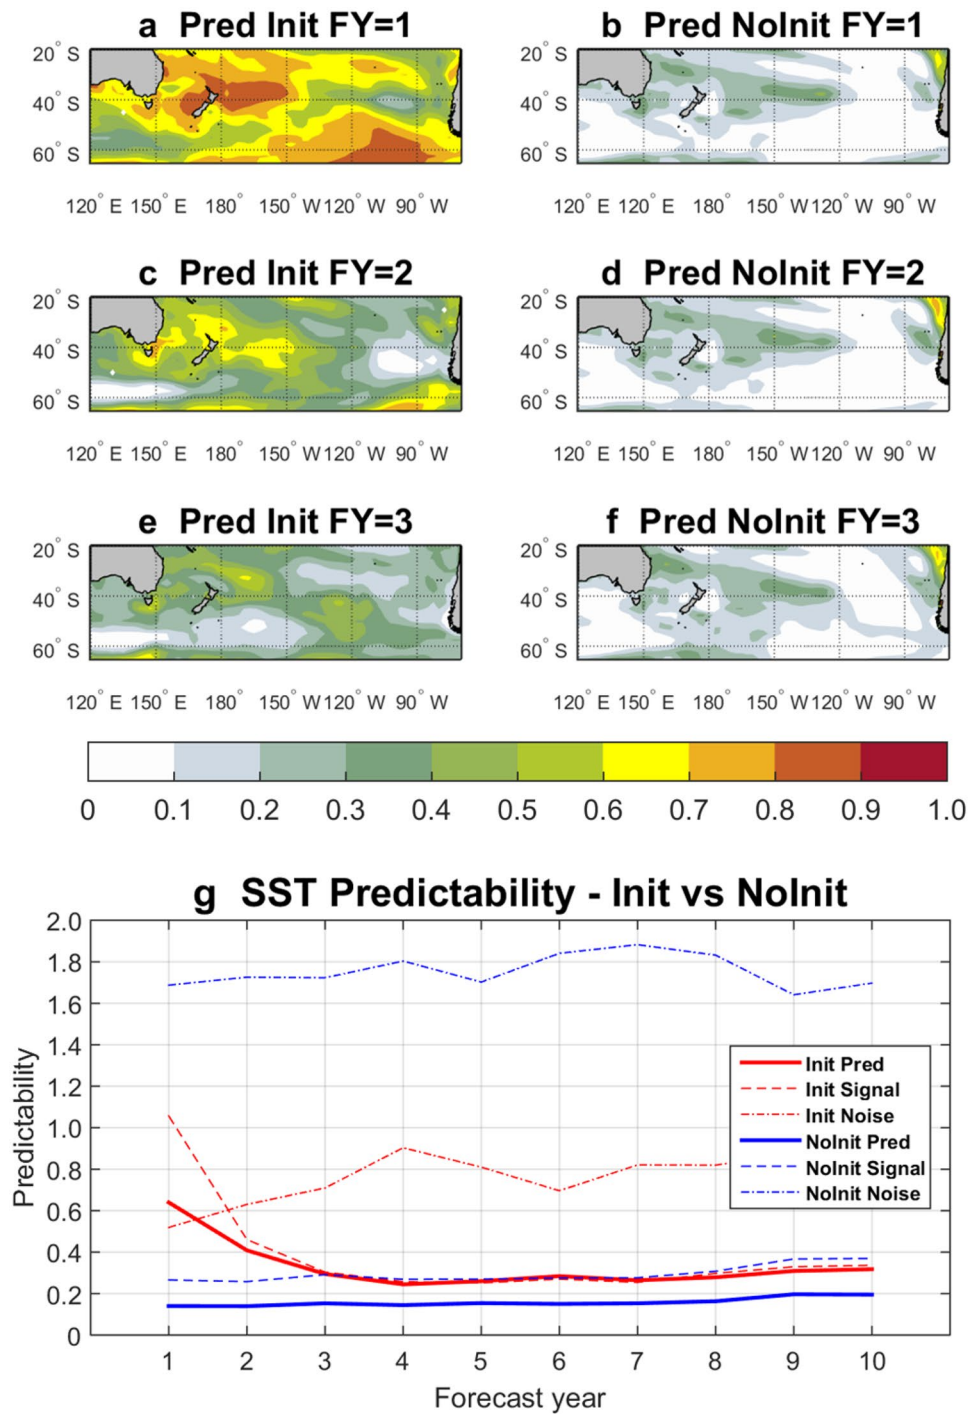 a Pred Init FY=1
b Pred NoInit FY=1
20° S
40° S
60° S
20° S
40° S
60° S
120° E 150° E 180° 150° W 120° W 90° W
120° E 120° E 180° 150° W 120° W 90° W
c Pred Init FY=2
d Pred NoInit FY=2
20° S
40° S
60° S
20° S
40° S
60° S
120° E 150° E 180° 150° W 120° W 90° W
120° E 150° E 180° 150° W 120° W 90° W
e Pred Init FY=3
f Pred NoInit FY=3
20° S
40° S
60° S
20° S
40° S
60° S
120° E 150° E 180° 150° W 120° W 90° W
120° E 150° E 180° 150° W 120° W 90° W
0 0.1 0.2 0.3 0.4 0.5 0.6 0.7 0.8 0.9 1.0
g SST Predictability - Init vs NoInit
2.0
1.8
1.6
1.4
1.2
1.0
0.8
0.6
0.4
0.2
0
Predictability
Init Pred
Init Signal
Init Noise
NoInit Pred
NoInit Signal
NoInit Noise
1 2 3 4 5 6 7 8 9 10
Forecast year